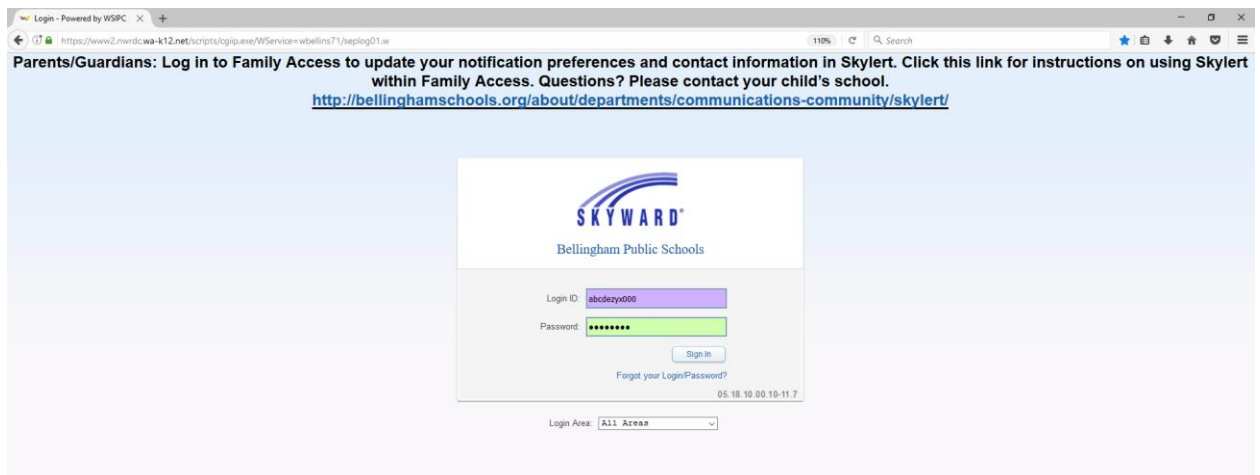 Login - Powered by WSIPC
https://www2.nwrdc.wa-k12.net/scripts/cgiip.exe/WService=wbellins71/seplog01.w
110%
Search
Parents/Guardians: Log in to Family Access to update your notification preferences and contact information in Skylert. Click this link for instructions on using Skylert
within Family Access. Questions? Please contact your child's school.
http://bellinghamschools.org/about/departments/communications-community/skylert/
SKYWARD®
Bellingham Public Schools
Login ID: abcdezyx000
Password: ••••••••
Sign In
Forgot your Login/Password?
05.18.10.00.10-11.7
Login Area: All Areas